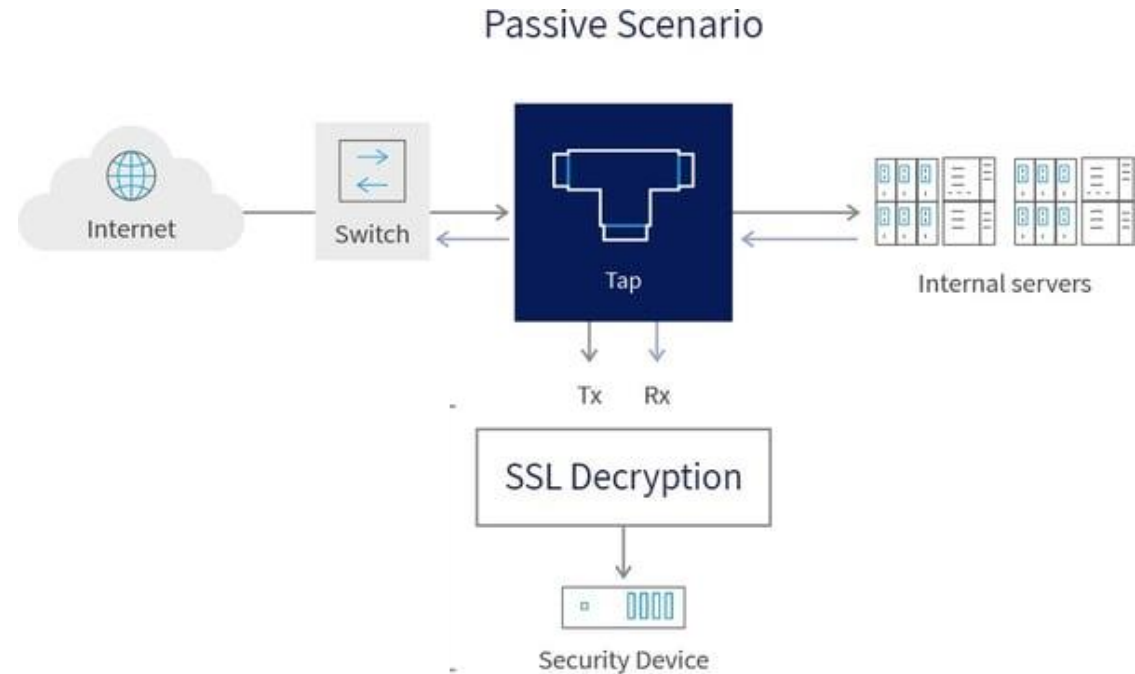 Passive Scenario
Internet
Switch
Tap
Internal servers
Tx Rx
SSL Decryption
Security Device